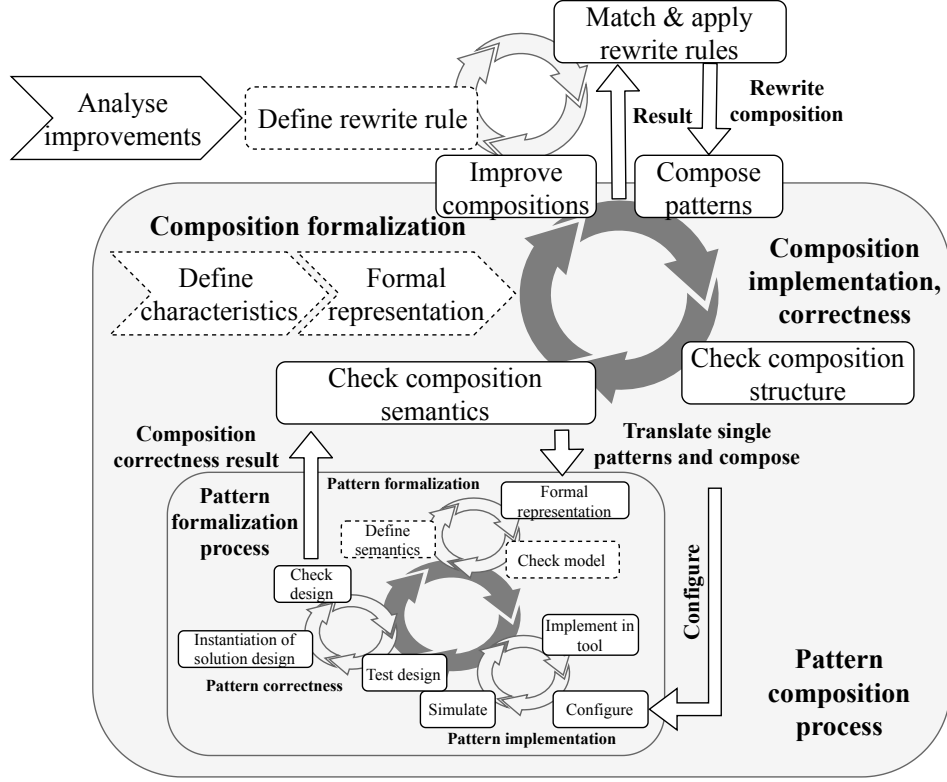 Match & apply
rewrite rules
Analyse
improvements
Define rewrite rule
Result
Rewrite
composition
Improve
compositions
Compose
patterns
Composition formalization
Define
characteristics
Formal
representation
Composition
implementation,
correctness
Check composition
structure
Check composition
semantics
Composition
correctness result
Translate single
patterns and compose
Pattern formalization
Pattern
formalization
process
Formal
representation
Define
semantics
Check model
Check
design
Instantiation of
solution design
Pattern correctness
Test design
Implement in
tool
Simulate
Configure
Pattern implementation
Configure
Pattern
composition
process